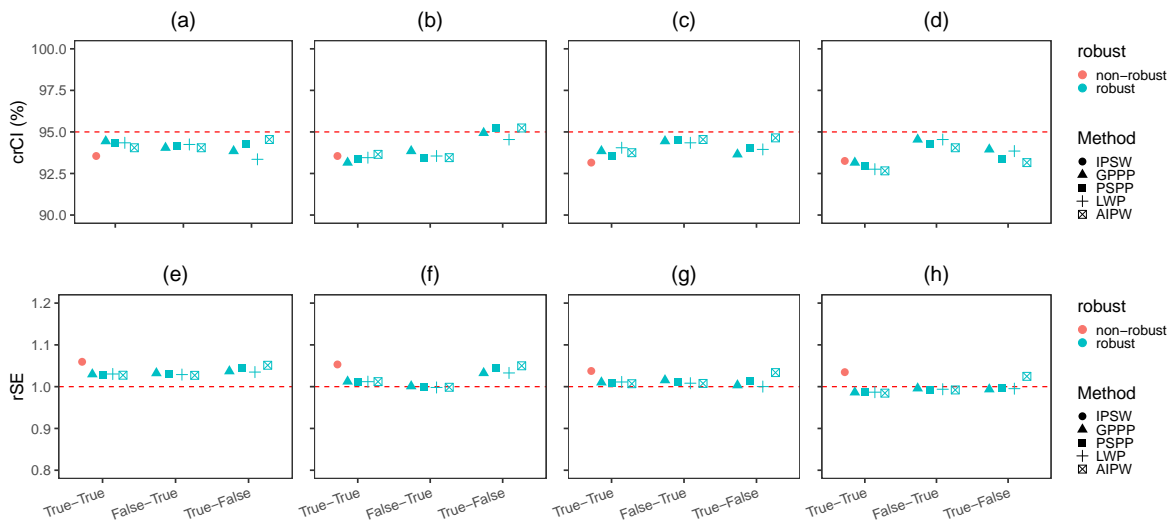 (a) (b) (c) (d)
100.0
97.5
95.0
92.5
90.0
crCI (%)
robust
non-robust
robust
Method
IPSW
GPPP
PSPP
LWP
AIPW
(e) (f) (g) (h)
1.2
1.1
1.0
0.9
0.8
rSE
True−True False−True True−False True−True False−True True−False True−True False−True True−False True−True False−True True−False
robust
non-robust
robust
Method
IPSW
GPPP
PSPP
LWP
AIPW